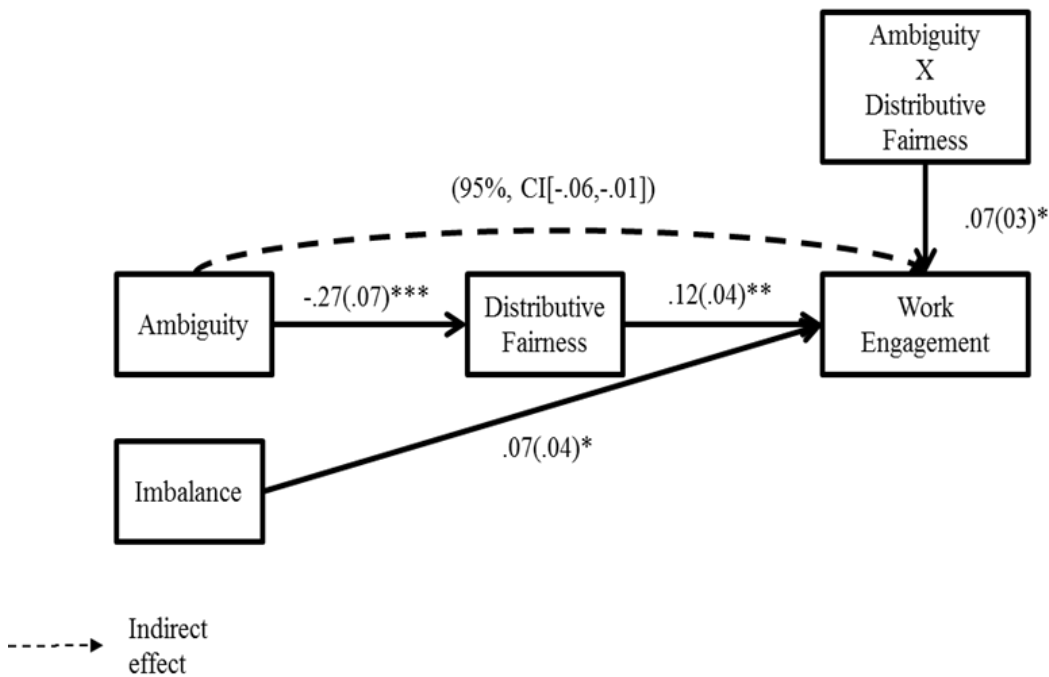 Ambiguity
X
Distributive
Fairness
(95%, CI[-.06,-.01])
.07(03)*
Ambiguity
-.27(.07)***
Distributive
Fairness
.12(.04)**
Work
Engagement
.07(.04)*
Imbalance
Indirect
effect